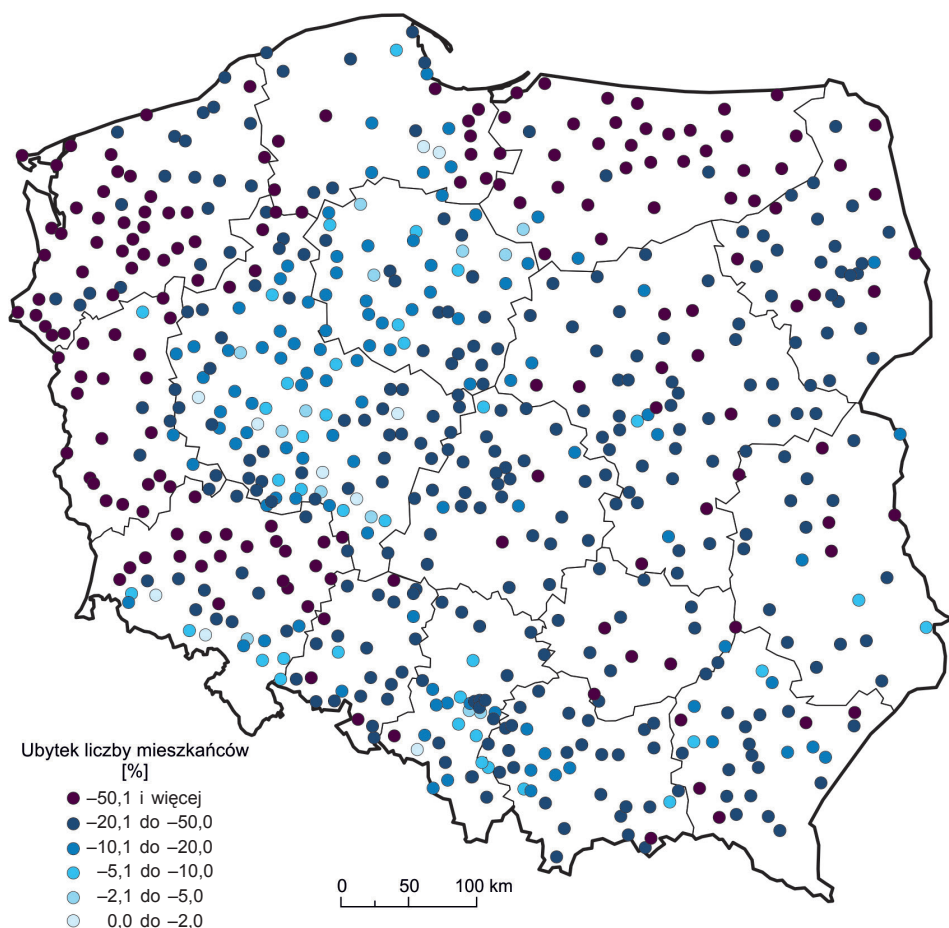 Ubytek liczby mieszkańców
[%]
–50,1 i więcej
–20,1 do –50,0
–10,1 do –20,0
–5,1 do –10,0
–2,1 do –5,0
0,0 do –2,0
0 50 100 km